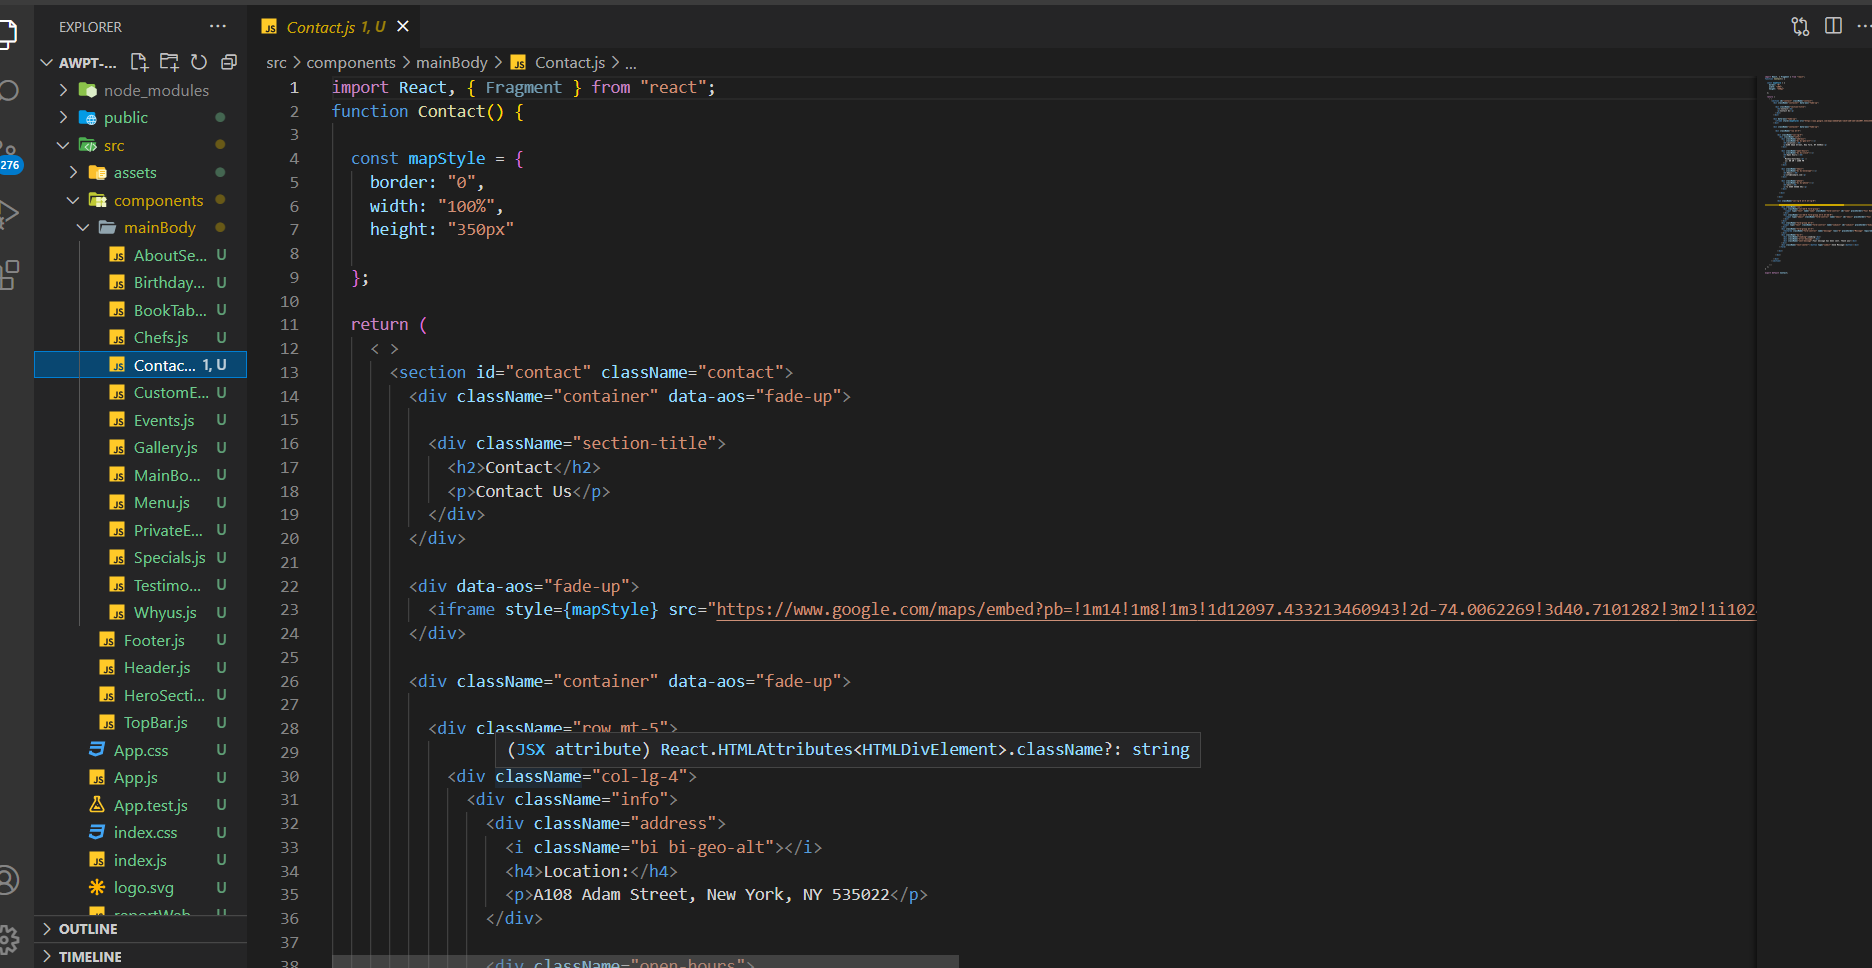 EXPLORER
···
Contact.js 1, U
AWPT-...
src > components > mainBody > JS Contact.js > ...
node_modules
public
src
assets
components
mainBody
AboutSe... U
Birthday... U
BookTab... U
Chefs.js U
Contac... 1, U
CustomE... U
Events.js U
Gallery.js U
MainBo... U
Menu.js U
PrivateE... U
Specials.js U
Testimo... U
Whyus.js U
Footer.js U
Header.js U
HeroSecti... U
TopBar.js U
App.css U
App.js U
App.test.js U
index.css U
index.js U
logo.svg U
reportWeb... U
OUTLINE
TIMELINE
276
1 import React, { Fragment } from "react";
2 function Contact() {
3
4 const mapStyle = {
5 border: "0",
6 width: "100%",
7 height: "350px"
8
9 };
10
11 return (
12 < >
13 <section id="contact" className="contact">
14 <div className="container" data-aos="fade-up">
15
16 <div className="section-title">
17 <h2>Contact</h2>
18 <p>Contact Us</p>
19 </div>
20 </div>
21
22 <div data-aos="fade-up">
23 <iframe style={mapStyle} src="https://www.google.com/maps/embed?pb=!1m14!1m8!1m3!1d12097.433213460943!2d-74.0062269!3d40.7101282!3m2!1i102
24 </div>
25
26 <div className="container" data-aos="fade-up">
27
28 <div className="row mt-5">
29
(JSX attribute) React.HTMLAttributes<HTMLDivElement>.className?: string
30 <div className="col-lg-4">
31 <div className="info">
32 <div className="address">
33 <i className="bi bi-geo-alt"></i>
34 <h4>Location:</h4>
35 <p>A108 Adam Street, New York, NY 535022</p>
36 </div>
37
38 <div className="open-hours">